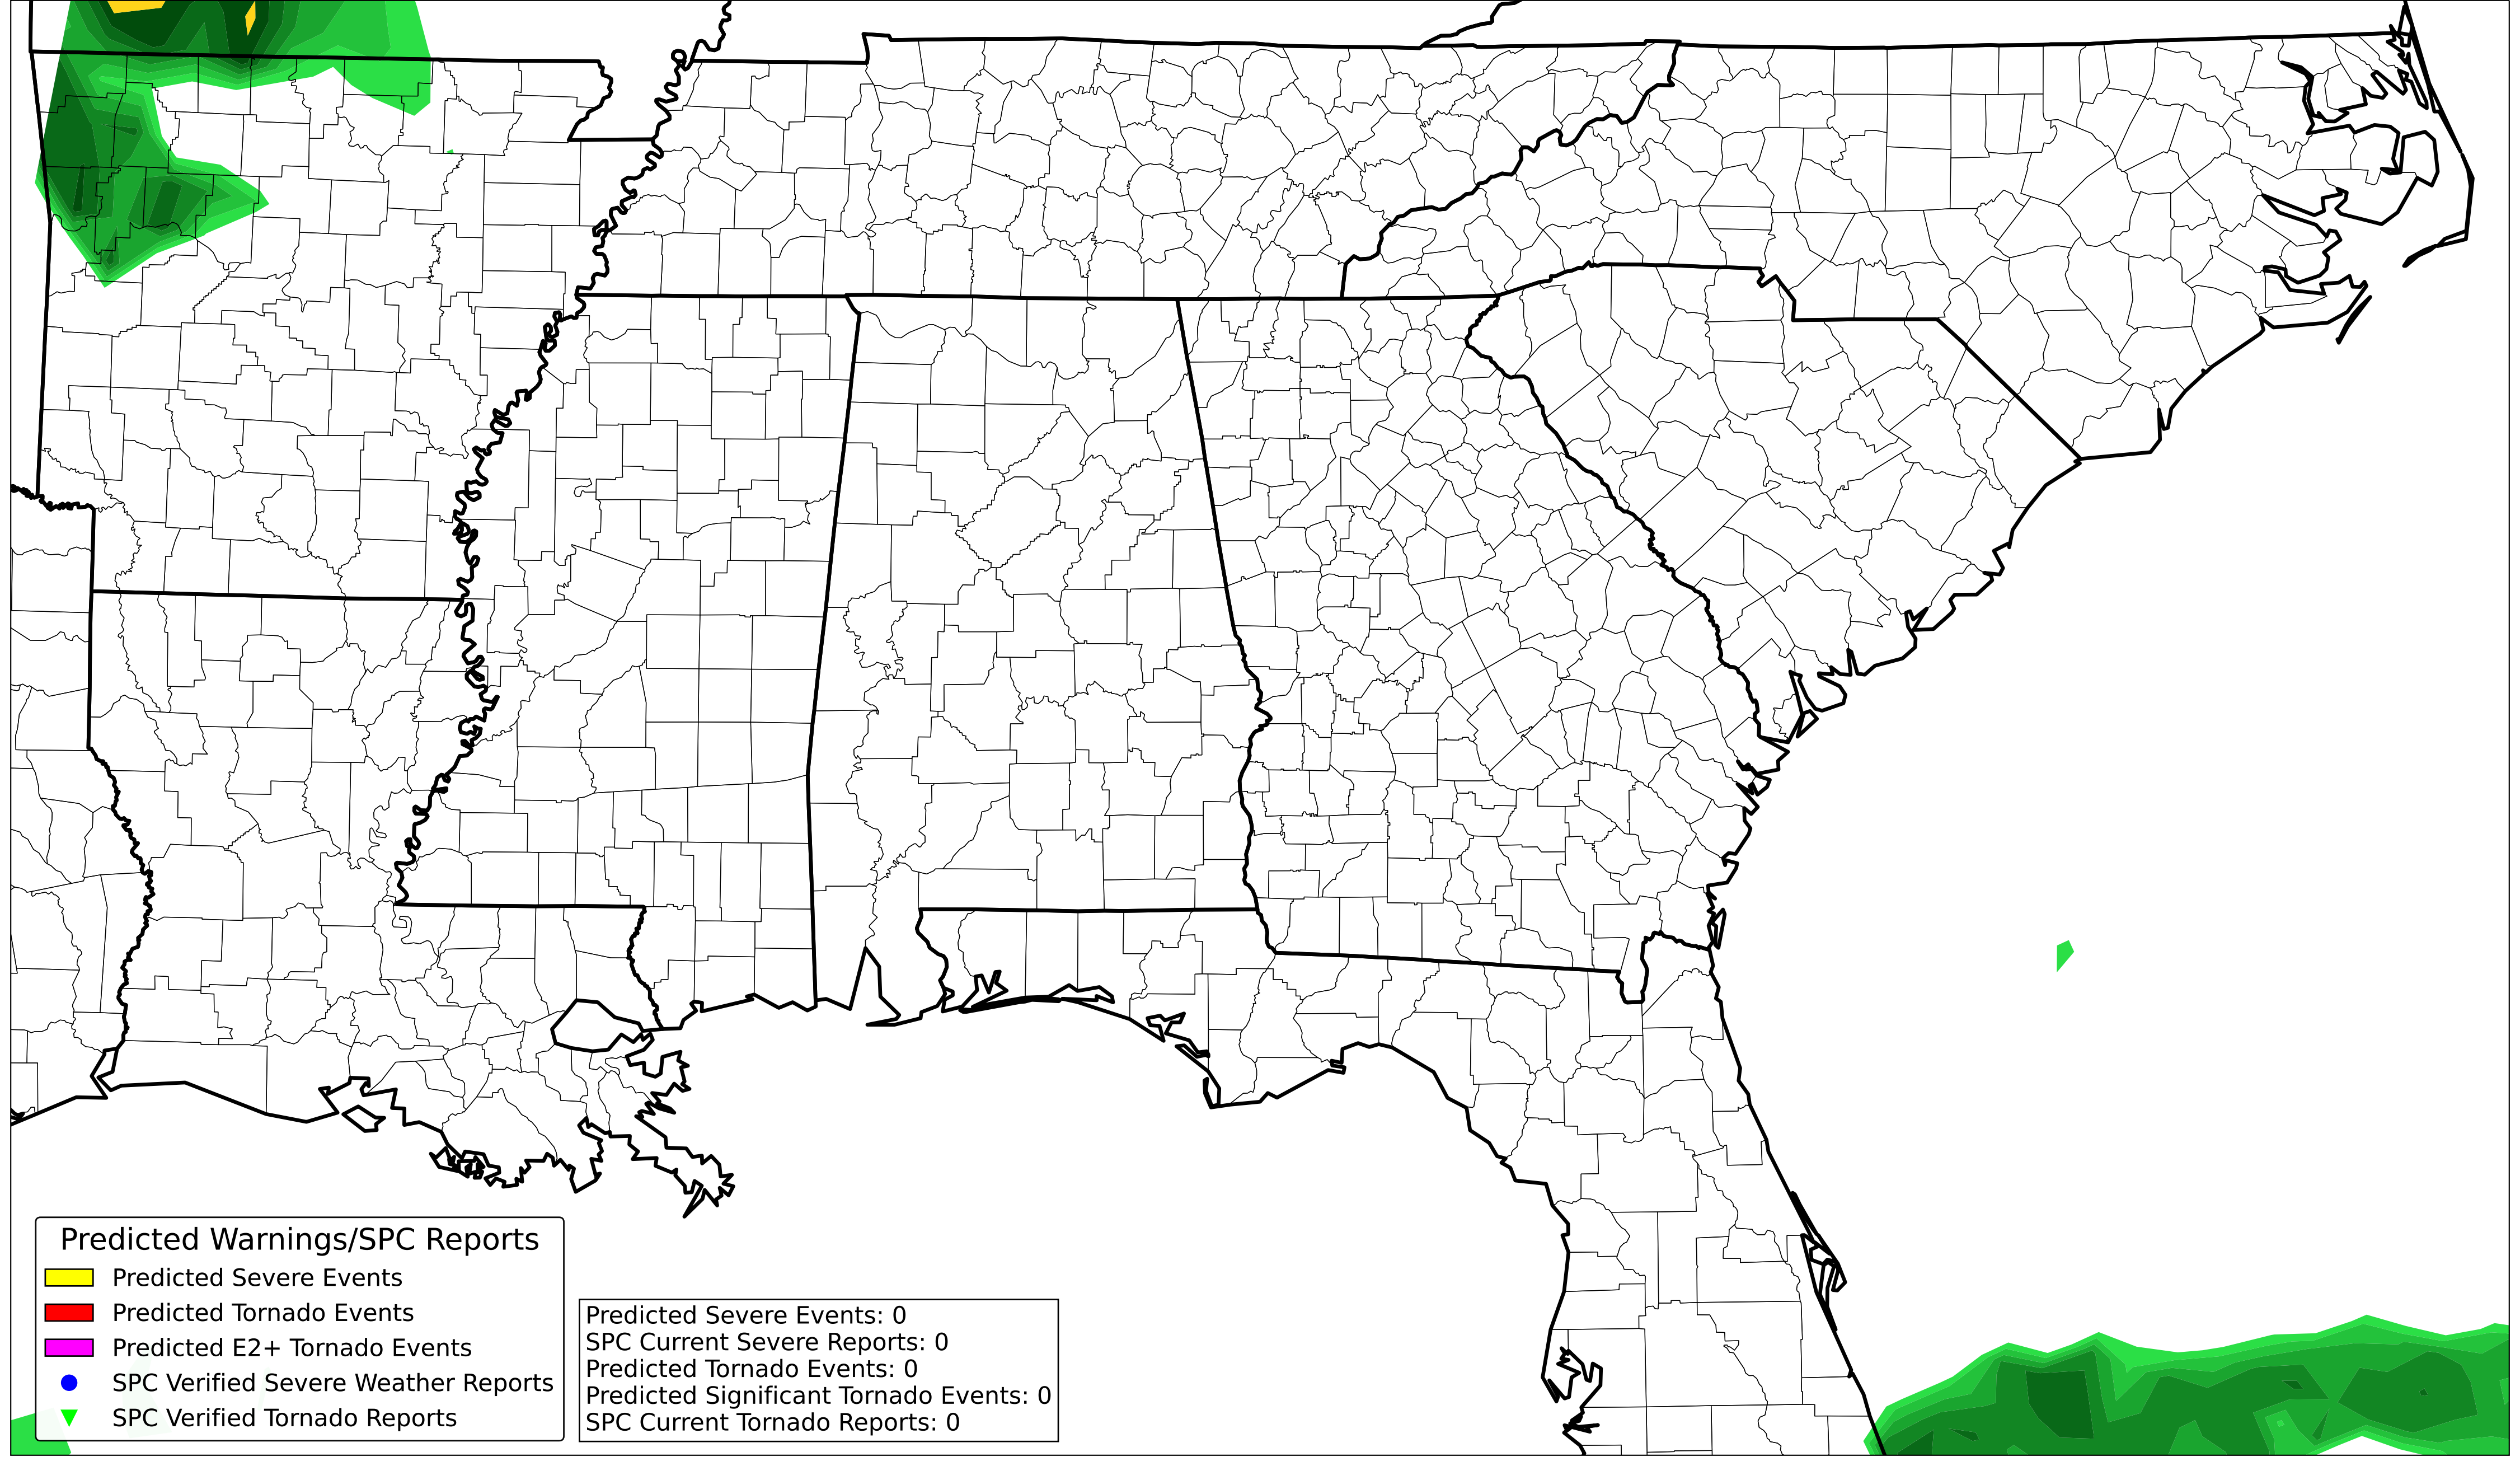 Predicted Warnings/SPC Reports
Predicted Severe Events
Predicted Tornado Events
Predicted E2+ Tornado Events
SPC Verified Severe Weather Reports
SPC Verified Tornado Reports
Predicted Severe Events: 0
SPC Current Severe Reports: 0
Predicted Tornado Events: 0
Predicted Significant Tornado Events: 0
SPC Current Tornado Reports: 0